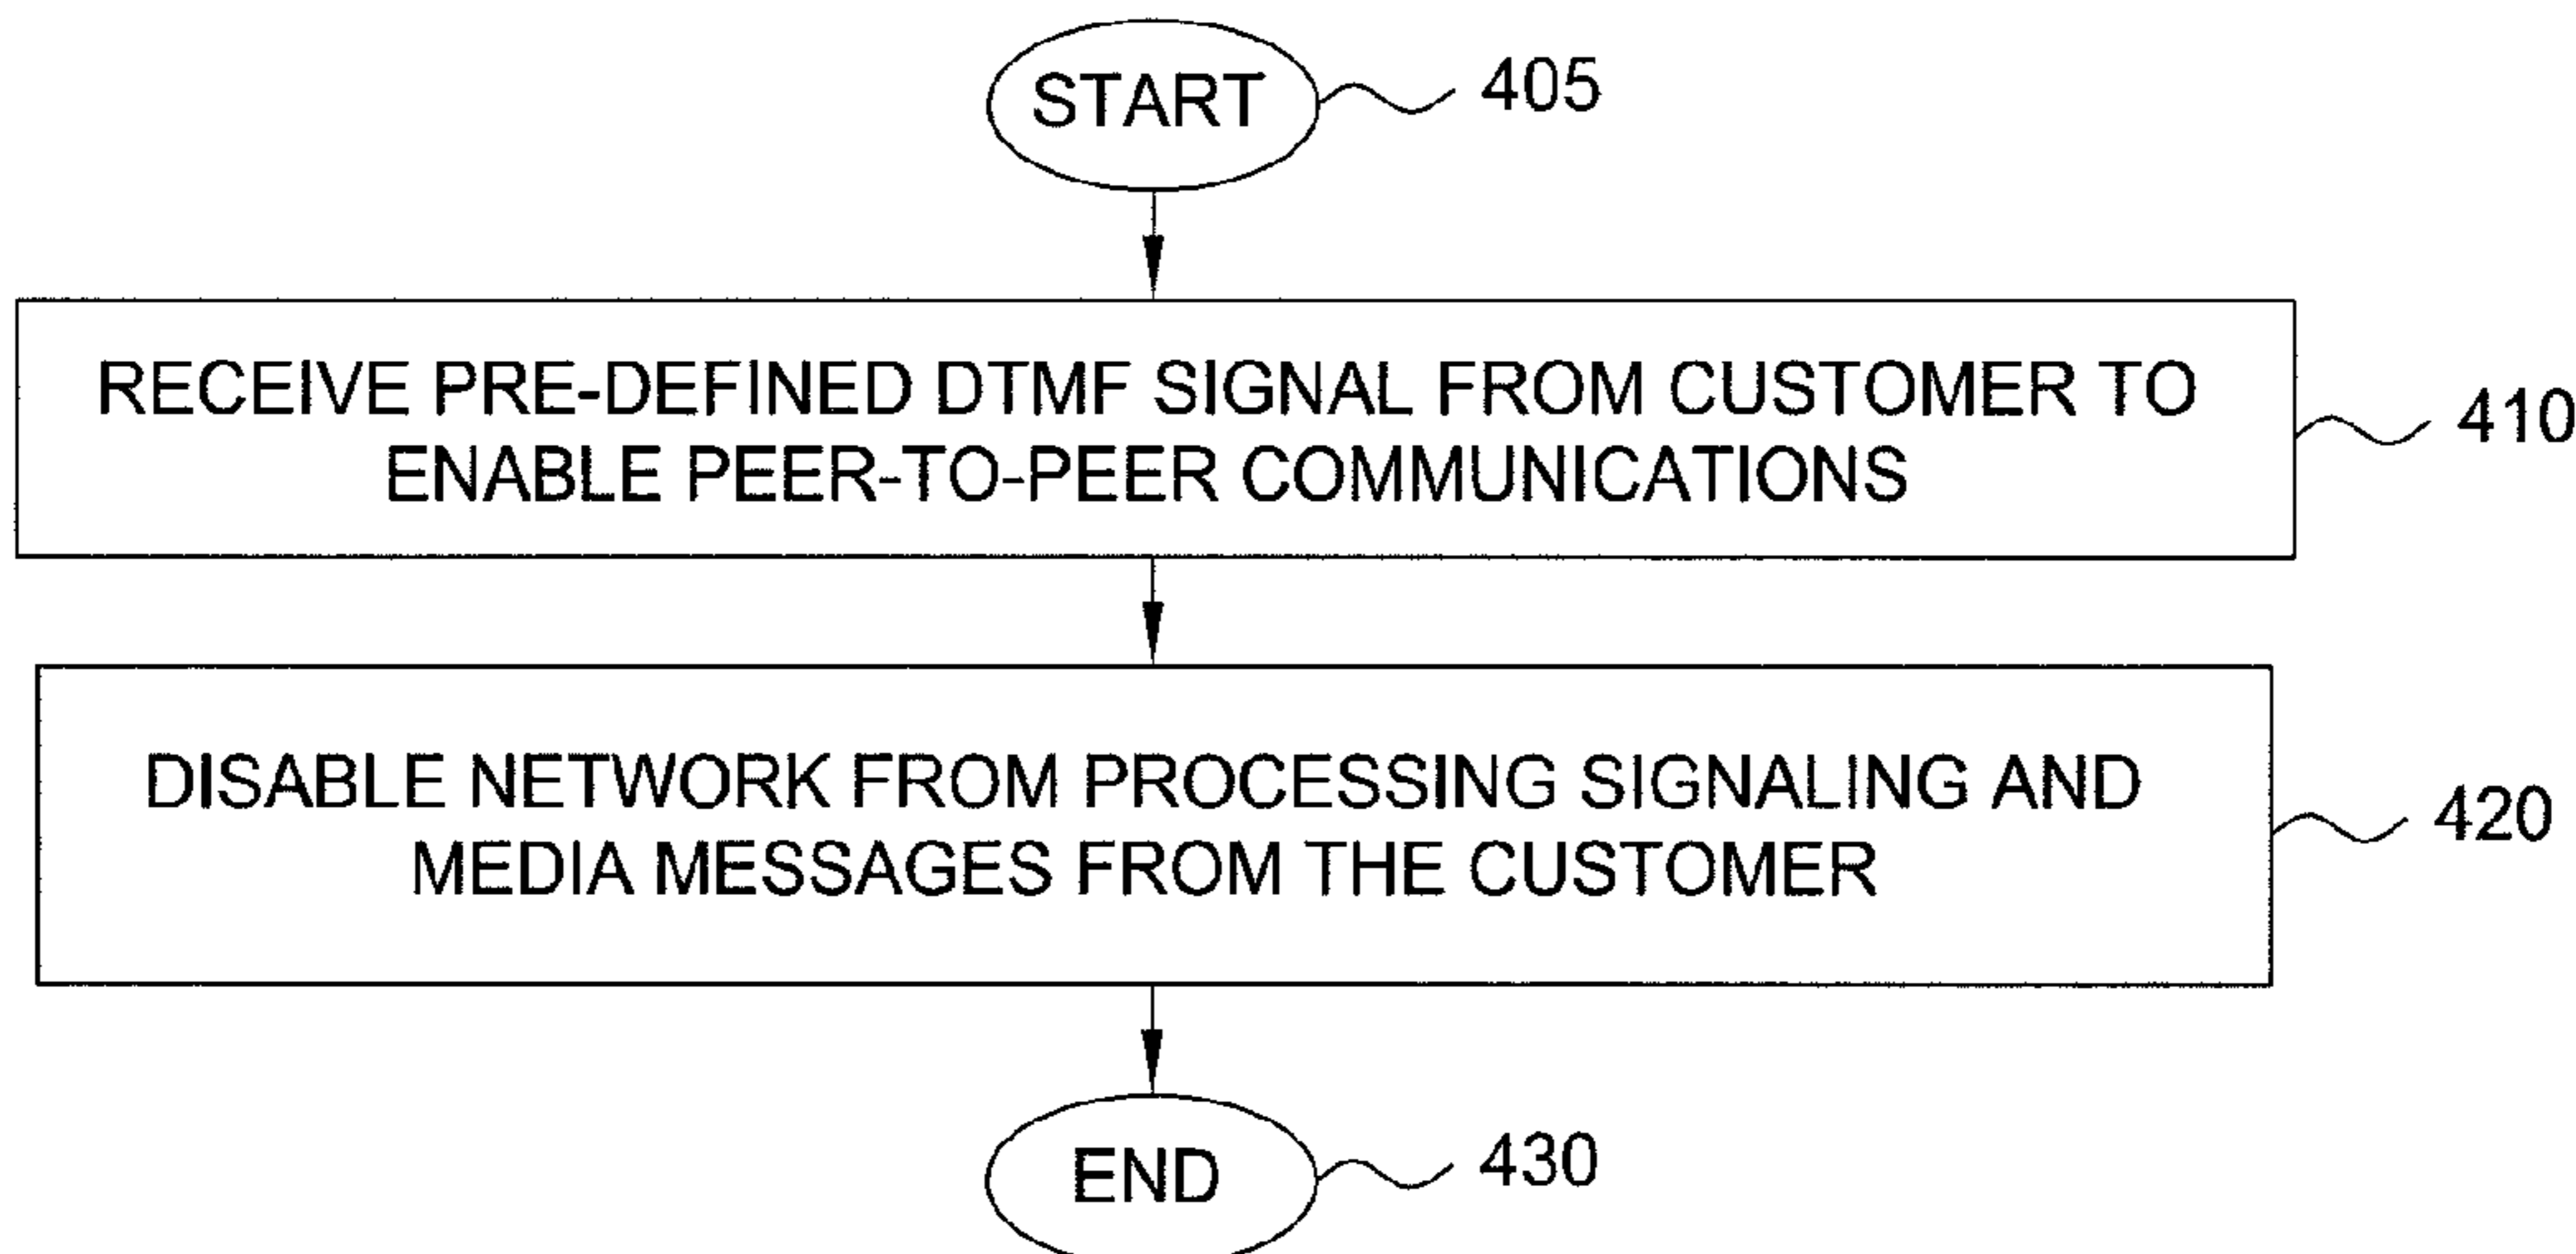 START
405
RECEIVE PRE-DEFINED DTMF SIGNAL FROM CUSTOMER TO
ENABLE PEER-TO-PEER COMMUNICATIONS
410
DISABLE NETWORK FROM PROCESSING SIGNALING AND
MEDIA MESSAGES FROM THE CUSTOMER
420
END
430